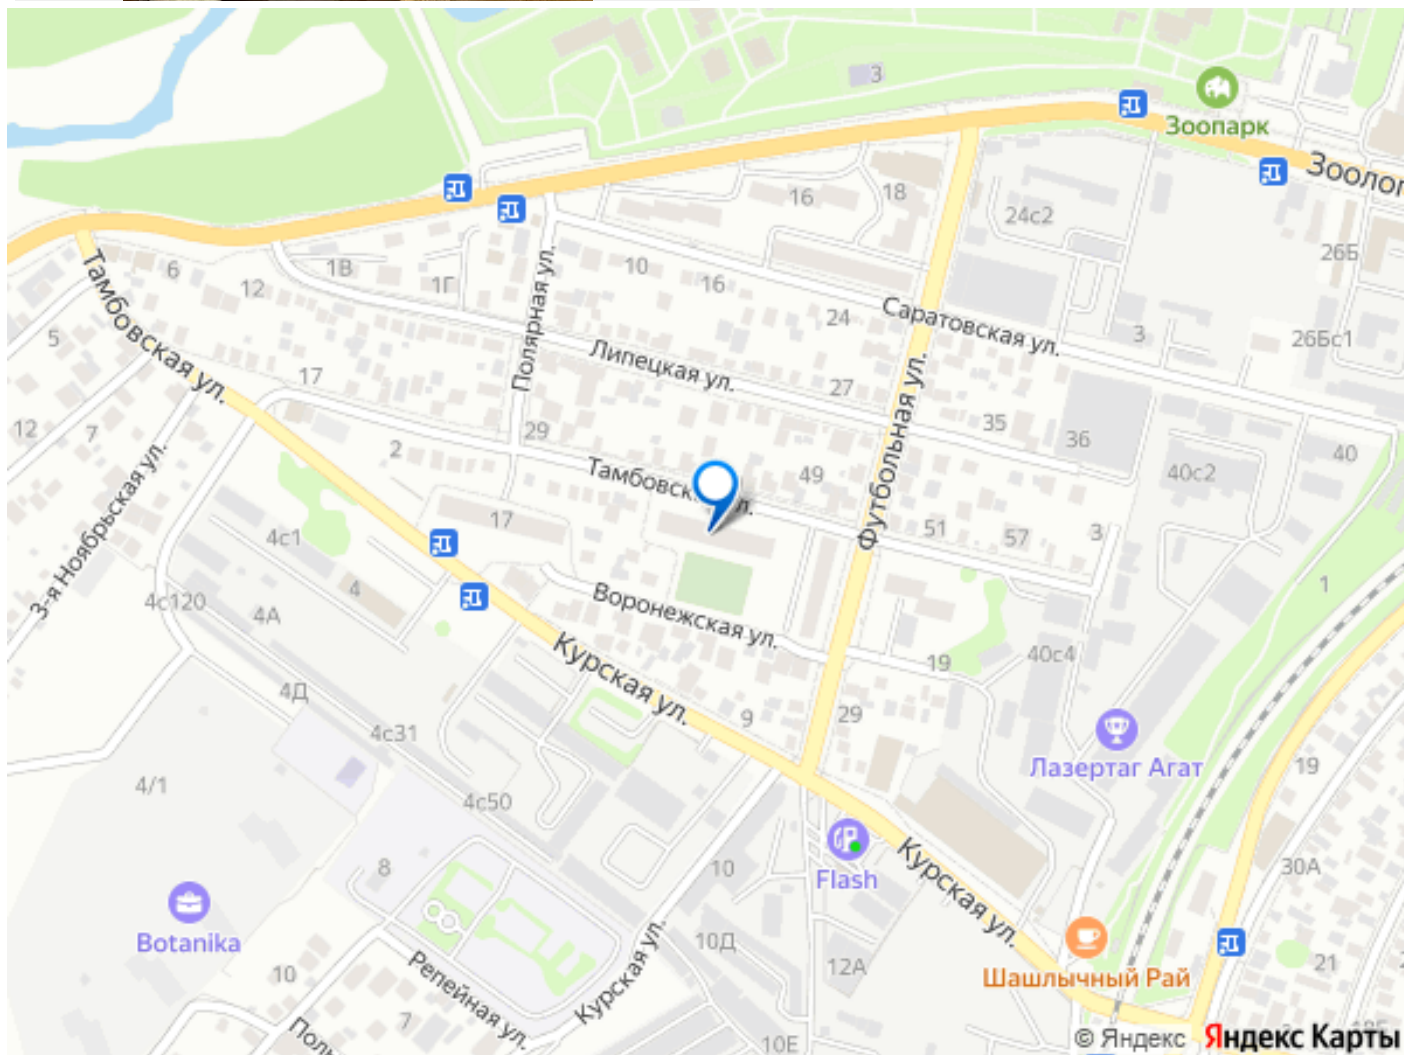 3
Зоопарк
Зоолог
16
18
24с2
26Б
6
12
1В
1Г
10
16
Полярная ул.
Тамбовская ул.
24
Саратовская ул.
3
26Бс1
5
Липецкая ул.
17
27
35
36
Футбольная ул.
12
7
2
29
40
40с2
49
Тамбовск
ул.
17
51
57
3
3-я Ноябрьская ул.
4с1
4
4с120
4А
1
Воронежская ул.
40с4
19
Курская ул.
4Д
4с31
9
29
Лазертаг Агат
19
4/1
4с50
8
10
Flash
Курская ул.
30А
Botanika
10Д
12А
Репейная ул.
Курская ул.
10
Шашлычный Рай
21
7
10Е
© Яндекс Яндекс Карты